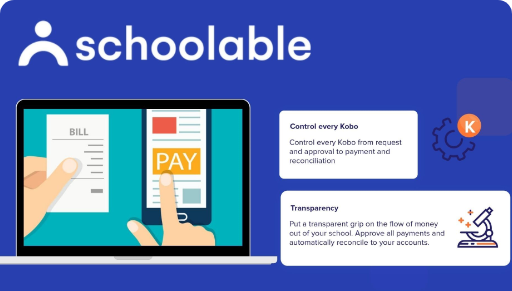 schoolable
BILL
PAY
Control every Kobo
Control every Kobo from request
and approval to payment and
reconciliation
K
Transparency
Put a transparent grip on the flow of money
out of your school. Approve all payments and
automatically reconcile to your accounts.